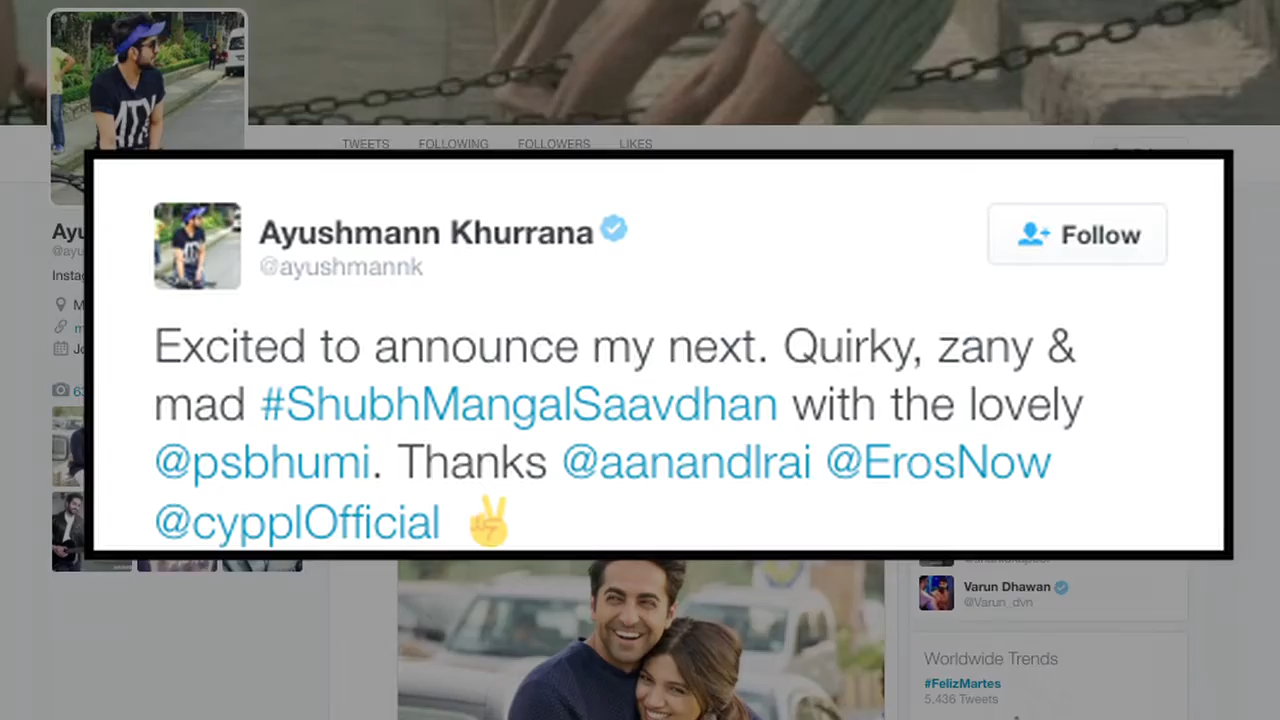 TWEETS FOLLOWING FOLLOWERS LIKES
Ayushmann Khurrana
@ayushmannk
Follow
Excited to announce my next. Quirky, zany &
mad #ShubhMangalSaavdhan with the lovely
@psbhumi. Thanks @aanandlrai @ErosNow
@cypplOfficial ✌
Varun Dhawan
@Varun_dvn
Worldwide Trends
#FelizMartes
5,436 Tweets